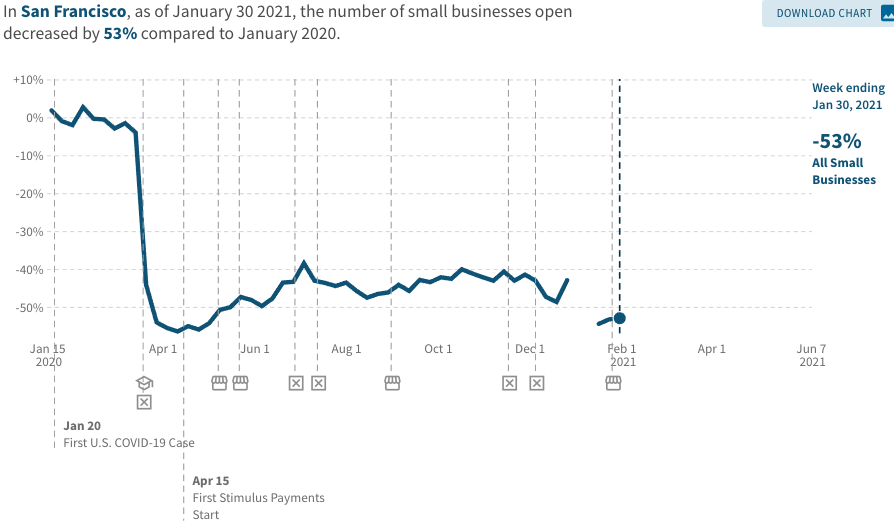 In San Francisco, as of January 30 2021, the number of small businesses open
decreased by 53% compared to January 2020.
DOWNLOAD CHART
+10%
0%
-10%
-20%
-30%
-40%
-50%
Week ending
Jan 30, 2021
-53%
All Small
Businesses
Jan 15
2020
Apr 1
Jun 1
Aug 1
Oct 1
Dec 1
Feb 1
2021
Apr 1
Jun 7
2021
Jan 20
First U.S. COVID-19 Case
Apr 15
First Stimulus Payments
Start